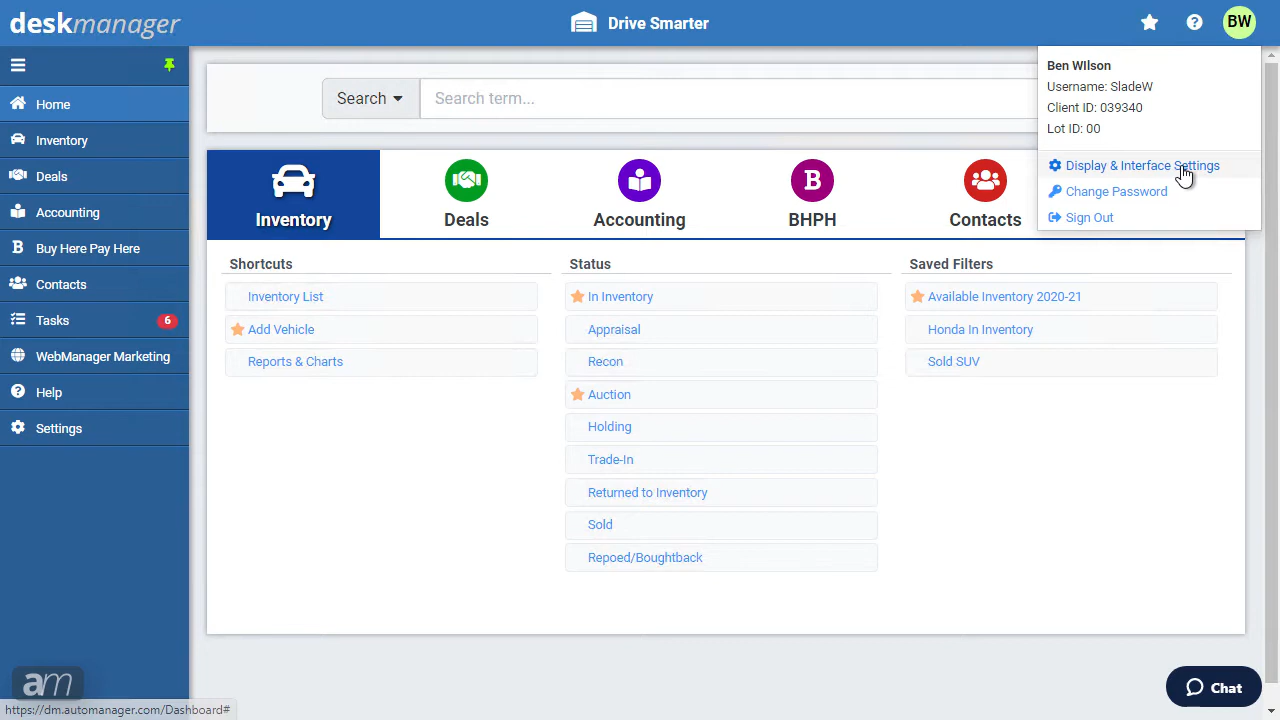 deskmanager
Drive Smarter
BW
Ben WIlson
Username: SladeW
Client ID: 039340
Lot ID: 00
Display & Interface Settings
Change Password
Sign Out
Home
Inventory
Deals
Accounting
Buy Here Pay Here
Contacts
Tasks 6
WebManager Marketing
Help
Settings
Search Search term...
Inventory Deals Accounting BHPH Contacts
Shortcuts
Inventory List
Add Vehicle
Reports & Charts
Status
In Inventory
Appraisal
Recon
Auction
Holding
Trade-In
Returned to Inventory
Sold
Repoed/Boughtback
Saved Filters
Available Inventory 2020-21
Honda In Inventory
Sold SUV
am
Chat
https://dm.automanager.com/Dashboard#